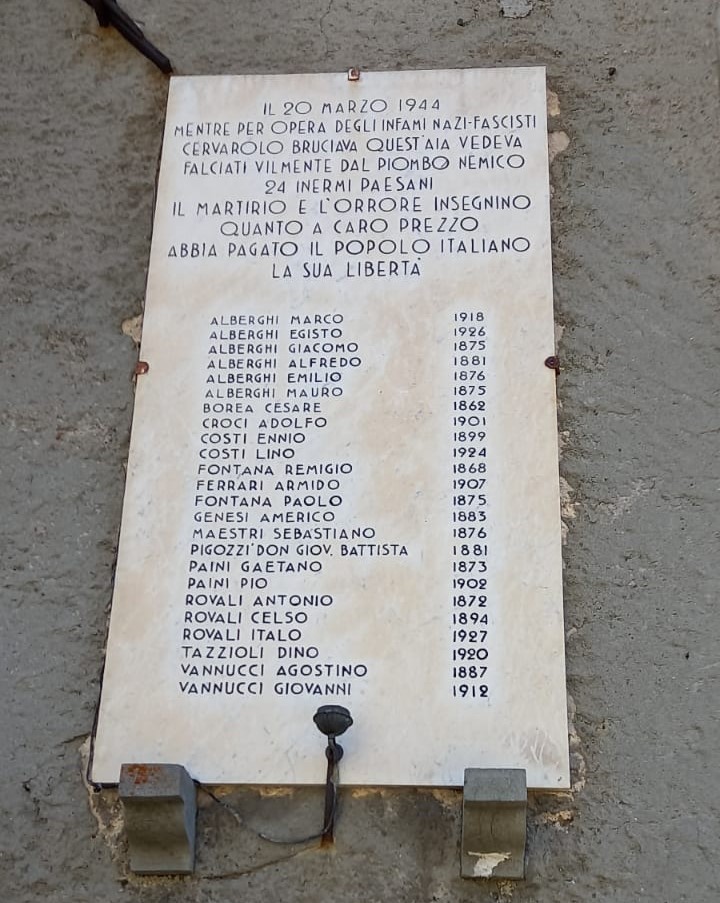 IL 20 MARZO 1944
MENTRE PER OPERA DEGLI INFAMI NAZI-FASCISTI
CERVAROLO BRUCIAVA QUEST'AIA VEDEVA
FALCIATI VILMENTE DAL PIOMBO NEMICO
24 INERMI PAESANI
IL MARTIRIO E L'ORRORE INSEGNINO
QUANTO A CARO PREZZO
ABBIA PAGATO IL POPOLO ITALIANO
LA SUA LIBERTÀ
ALBERGHI MARCO 1918
ALBERGHI EGISTO 1926
ALBERGHI GIACOMO 1875
ALBERGHI ALFREDO 1881
ALBERGHI EMILIO 1876
ALBERGHI MAURO 1875
BOREA CESARE 1862
CROCI ADOLFO 1901
COSTI ENNIO 1899
COSTI LINO 1924
FONTANA REMIGIO 1868
FERRARI ARMIDO 1907
FONTANA PAOLO 1875
GENESI AMERICO 1883
MAESTRI SEBASTIANO 1876
PIGOZZI DON GIOV. BATTISTA 1881
PAINI GAETANO 1873
PAINI PIO 1902
ROVALI ANTONIO 1872
ROVALI CELSO 1894
ROVALI ITALO 1927
TAZZIOLI DINO 1920
VANNUCCI AGOSTINO 1887
VANNUCCI GIOVANNI 1912